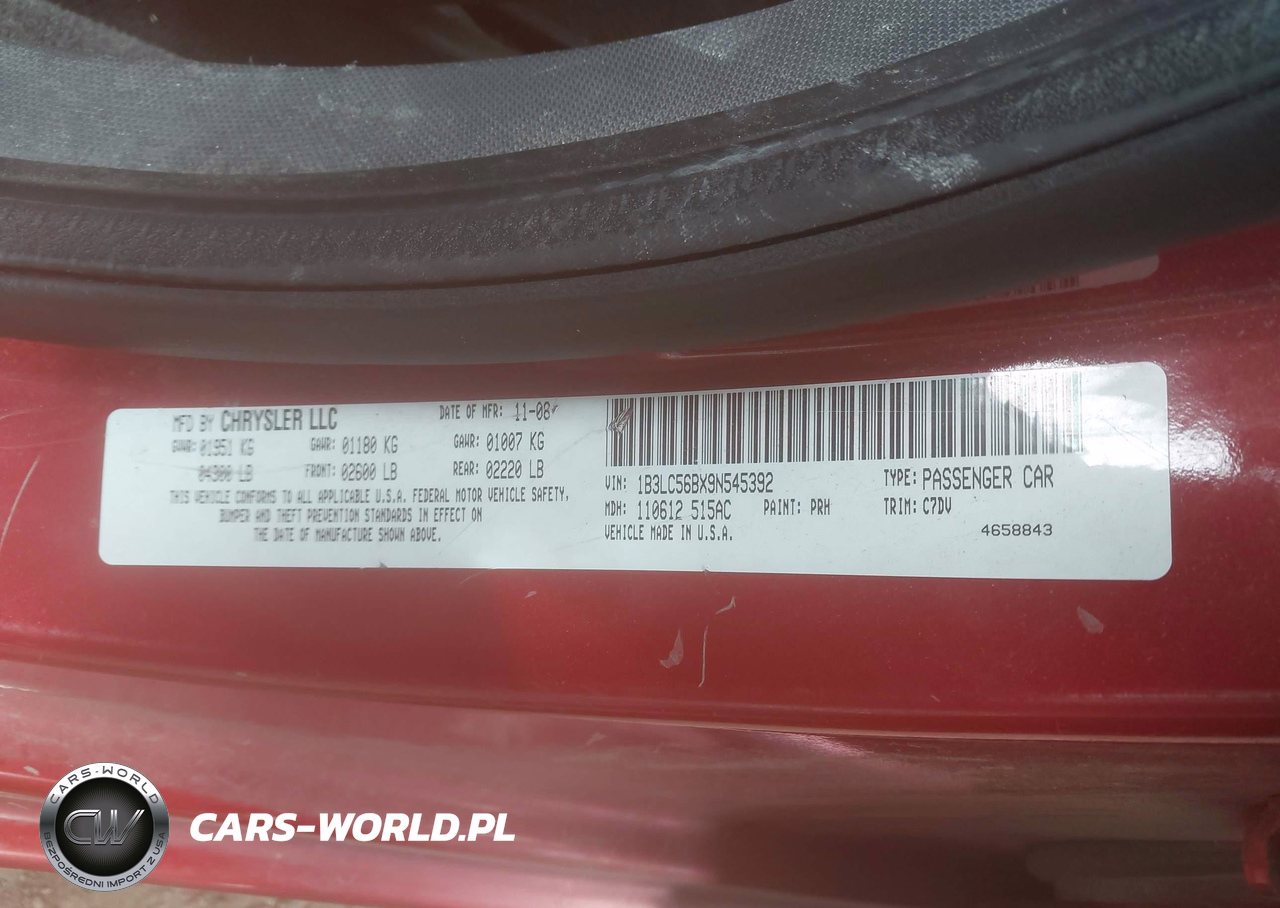 MFD BY CHRYSLER LLC DATE OF MFR: 11-08
GVWR: 01951 KG GAWR: 01180 KG GAWR: 01007 KG
04300 LB FRONT: 02600 LB REAR: 02220 LB
THIS VEHICLE CONFORMS TO ALL APPLICABLE U.S.A. FEDERAL MOTOR VEHICLE SAFETY,
BUMPER AND THEFT PREVENTION STANDARDS IN EFFECT ON
THE DATE OF MANUFACTURE SHOWN ABOVE.
VIN: 1B3LC56BX9N545392 TYPE: PASSENGER CAR
MDH: 110612 515AC PAINT: PRH TRIM: C7DV
VEHICLE MADE IN U.S.A. 4658843
CARS-WORLD
CW
BEZPOŚREDNI IMPORT Z USA
CARS-WORLD.PL